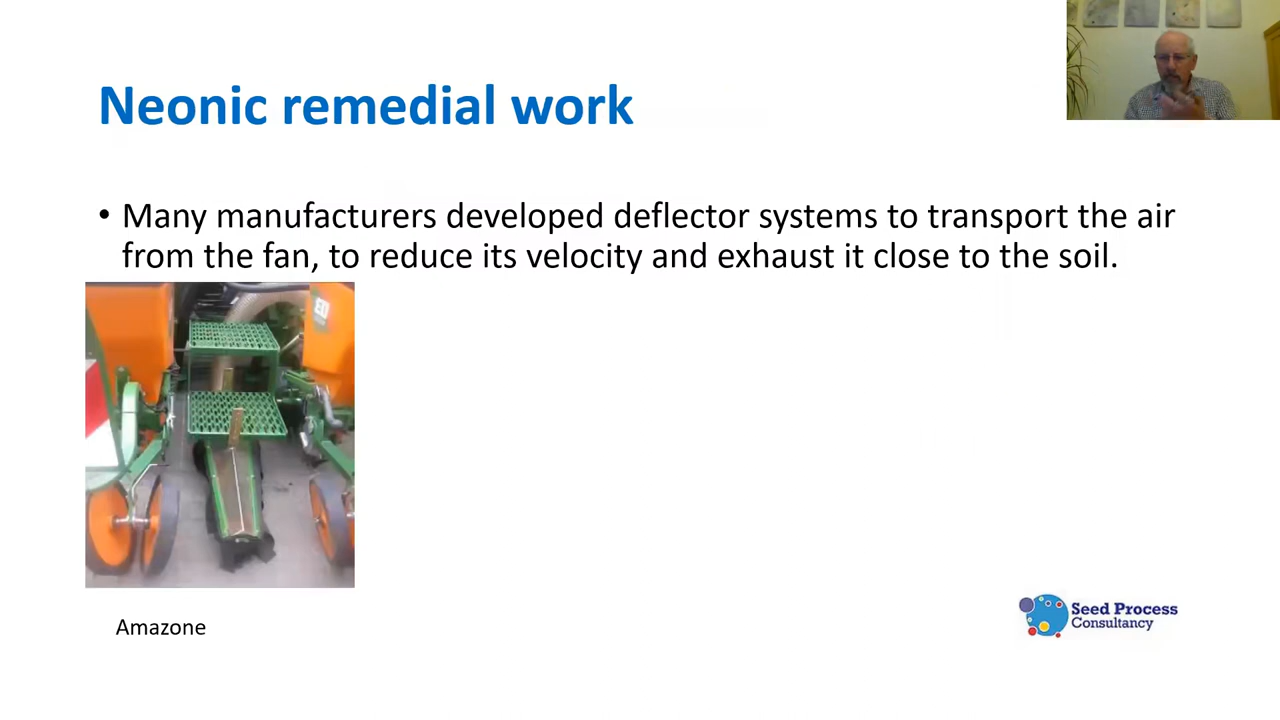 Neonic remedial work
• Many manufacturers developed deflector systems to transport the air
from the fan, to reduce its velocity and exhaust it close to the soil.
ED
Amazone
Seed Process
Consultancy